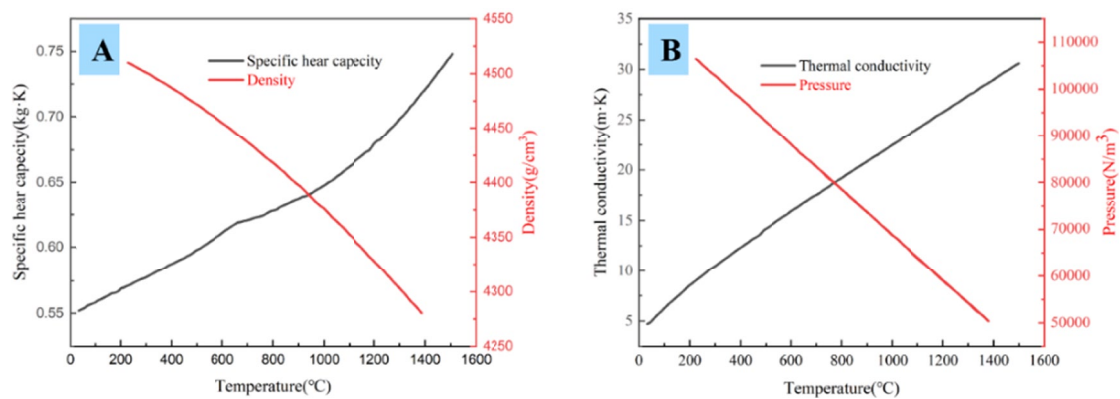 A
Specific hear capecity
Density
0.75
0.70
0.65
0.60
0.55
Specific hear capecity(kg·K)
4550
4500
4450
4400
4350
4300
4250
Density(g/cm³)
0 200 400 600 800 1000 1200 1400 1600
Temperature(℃)
B
Thermal conductivity
Pressure
35
30
25
20
15
10
5
Thermal conductivity(m·K)
110000
100000
90000
80000
70000
60000
50000
Pressure(N/m³)
0 200 400 600 800 1000 1200 1400 1600
Temperature(℃)